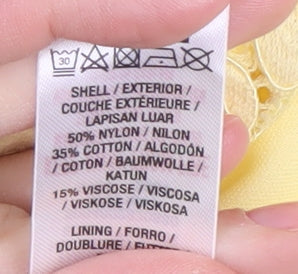 30
SHELL / EXTERIOR /
COUCHE EXTÉRIEURE /
LAPISAN LUAR
50% NYLON / NILON
35% COTTON / ALGODÓN
/ COTON / BAUMWOLLE /
KATUN
15% VISCOSE / VISCOSA
/ VISKOSE / VISKOSA
LINING / FORRO /
DOUBLURE /